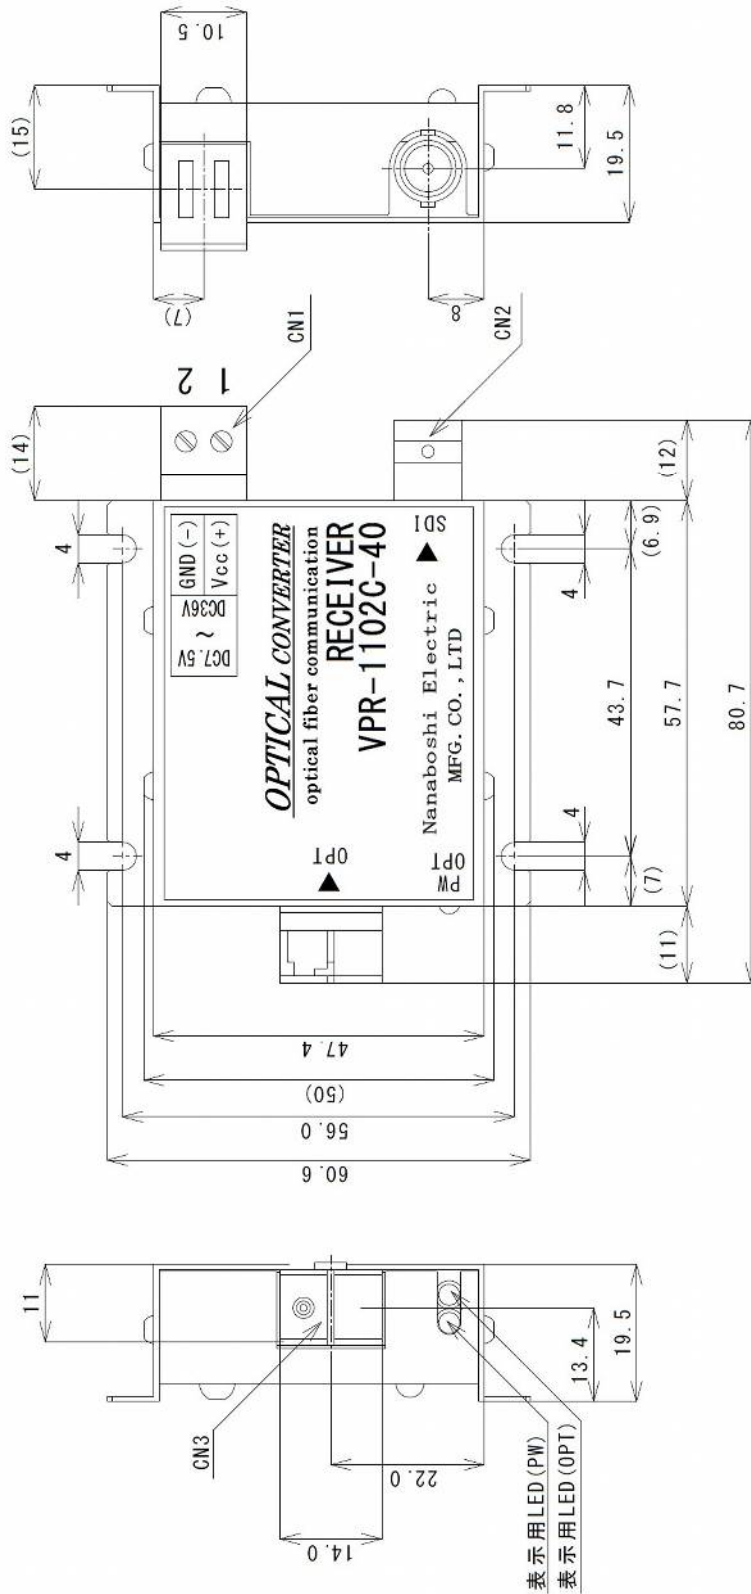 10.5
(15)
11.8
19.5
(7)
8
CN1
CN2
1 2
(14)
(12)
4
4
GND(-)
Vcc(+)
DC7.5V
~
DC36V
OPTICAL CONVERTER
optical fiber communication
RECEIVER
VPR-1102C-40
Nanaboshi Electric
MFG. CO., LTD
SDI
OPT
PW
OPT
(6.9)
4
43.7
57.7
80.7
4
(7)
(11)
47.4
(50)
56.0
60.6
11
CN3
14.0
22.0
13.4
19.5
表示用LED(PW)
表示用LED(OPT)